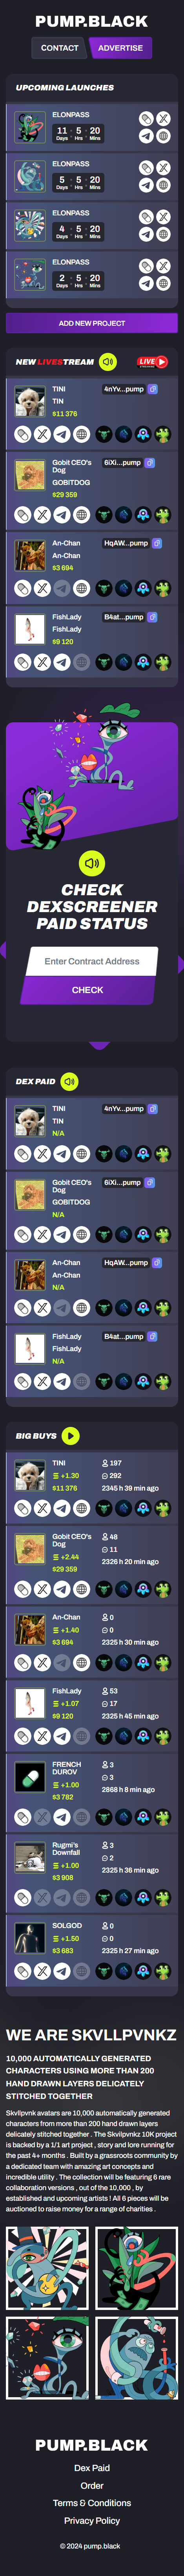 PUMP.BLACK
CONTACT
ADVERTISE
UPCOMING LAUNCHES
ELONPASS
11 : 5 : 20
Days Hrs Mins
ELONPASS
5 : 5 : 20
Days Hrs Mins
ELONPASS
4 : 5 : 20
Days Hrs Mins
ELONPASS
2 : 5 : 20
Days Hrs Mins
ADD NEW PROJECT
NEW LIVESTREAM
LIVE
TINI
4nYv...pump
TIN
$11 376
Gobit CEO's
Dog
6iXi...pump
GOBITDOG
$29 359
An-Chan
HqAW...pump
An-Chan
$3 694
FishLady
B4at...pump
FishLady
$9 120
CHECK
DEXSCREENER
PAID STATUS
Enter Contract Address
CHECK
DEX PAID
TINI
4nYv...pump
TIN
N/A
Gobit CEO's
Dog
6iXi...pump
GOBITDOG
N/A
An-Chan
HqAW...pump
An-Chan
N/A
FishLady
B4at...pump
FishLady
N/A
BIG BUYS
TINI
197
+1.30
292
$11 376
2345 h 39 min ago
Gobit CEO's
Dog
48
11
+2.44
2326 h 20 min ago
$29 359
An-Chan
0
+1.40
0
$3 694
2325 h 30 min ago
FishLady
53
+1.07
17
$9 120
2325 h 45 min ago
FRENCH
DUROV
3
3
+1.00
2868 h 8 min ago
$3 782
Rugmi's
Downfall
3
2
+1.00
2325 h 36 min ago
$3 908
SOLGOD
0
+1.50
0
$3 683
2325 h 27 min ago
WE ARE SKVLLPVNKZ
10,000 AUTOMATICALLY GENERATED
CHARACTERS USING MORE THAN 200
HAND DRAWN LAYERS DELICATELY
STITCHED TOGETHER
Skvllpvnk avatars are 10,000 automatically generated
characters from more than 200 hand drawn layers
delicately stitched together . The Skvllpvnkz 10K project
is backed by a 1/1 art project , story and lore running for
the past 4+ months . Built by a grassroots community by
a dedicated team with amazing art concepts and
incredible utility . The collection will be featuring 6 rare
collaboration versions , out of the 10,000 , by
established and upcoming artists ! All 6 pieces will be
auctioned to raise money for a range of charities .
PUMP.BLACK
Dex Paid
Order
Terms & Conditions
Privacy Policy
© 2024 pump.black